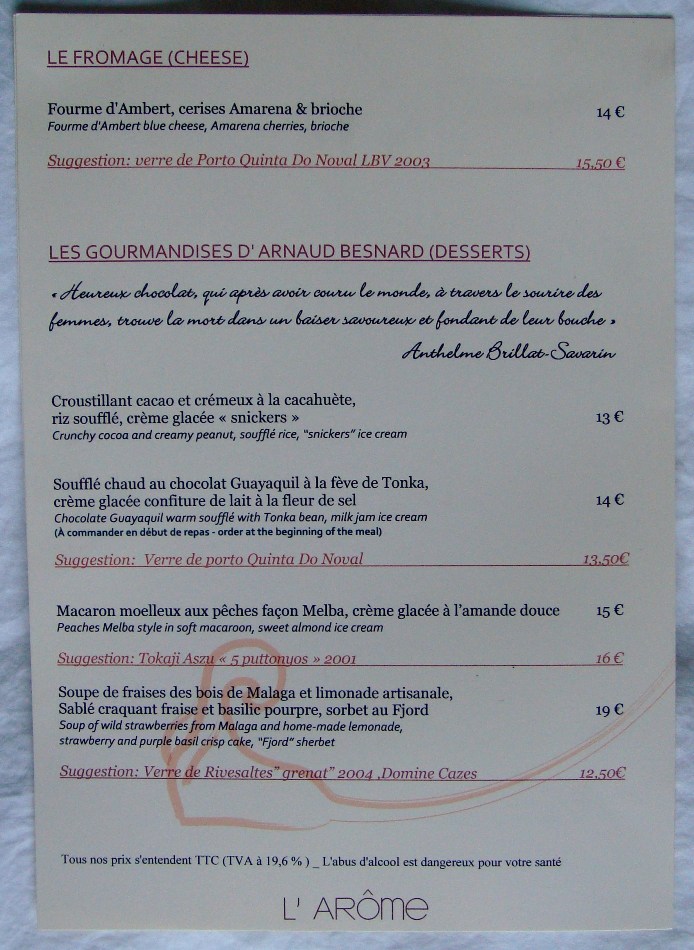 LE FROMAGE (CHEESE)
Fourme d'Ambert, cerises Amarena & brioche 14 €
Fourme d'Ambert blue cheese, Amarena cherries, brioche
Suggestion: verre de Porto Quinta Do Noval LBV 2003 15,50 €
LES GOURMANDISES D' ARNAUD BESNARD (DESSERTS)
« Heureux chocolat, qui après avoir couru le monde, à travers le sourire des
femmes, trouve la mort dans un baiser savoureux et fondant de leur bouche »
Anthelme Brillat-Savarin
Croustillant cacao et crémeux à la cacahuète,
riz soufflé, crème glacée « snickers » 13 €
Crunchy cocoa and creamy peanut, soufflé rice, "snickers" ice cream
Soufflé chaud au chocolat Guayaquil à la fève de Tonka,
crème glacée confiture de lait à la fleur de sel 14 €
Chocolate Guayaquil warm soufflé with Tonka bean, milk jam ice cream
(À commander en début de repas - order at the beginning of the meal)
Suggestion: Verre de porto Quinta Do Noval 13,50€
Macaron moelleux aux pêches façon Melba, crème glacée à l'amande douce 15 €
Peaches Melba style in soft macaroon, sweet almond ice cream
Suggestion: Tokaji Aszu « 5 puttonyos » 2001 16 €
Soupe de fraises des bois de Malaga et limonade artisanale,
Sablé craquant fraise et basilic pourpre, sorbet au Fjord 19 €
Soup of wild strawberries from Malaga and home-made lemonade,
strawberry and purple basil crisp cake, "Fjord" sherbet
Suggestion: Verre de Rivesaltes" grenat" 2004 ,Domine Cazes 12,50€
Tous nos prix s'entendent TTC (TVA à 19,6 % ) _ L'abus d'alcool est dangereux pour votre santé
L' ARÔME